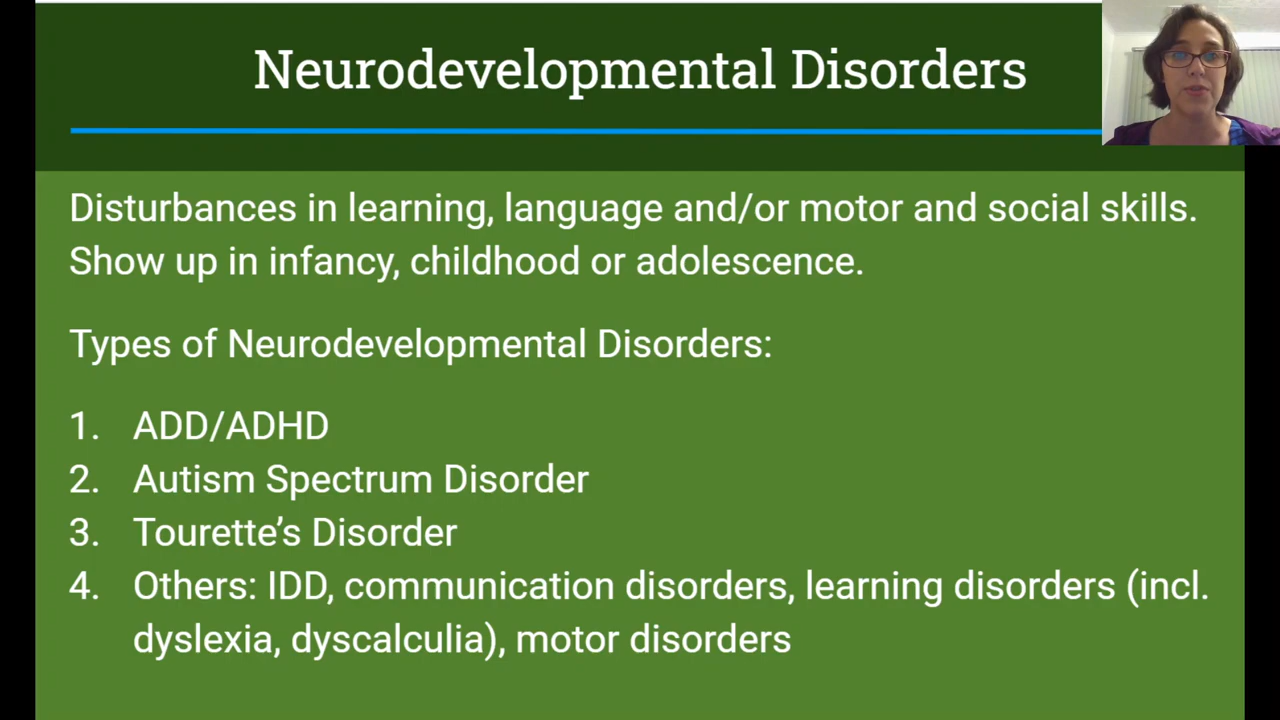 Neurodevelopmental Disorders
Disturbances in learning, language and/or motor and social skills.
Show up in infancy, childhood or adolescence.
Types of Neurodevelopmental Disorders:
1. ADD/ADHD
2. Autism Spectrum Disorder
3. Tourette’s Disorder
4. Others: IDD, communication disorders, learning disorders (incl.
dyslexia, dyscalculia), motor disorders